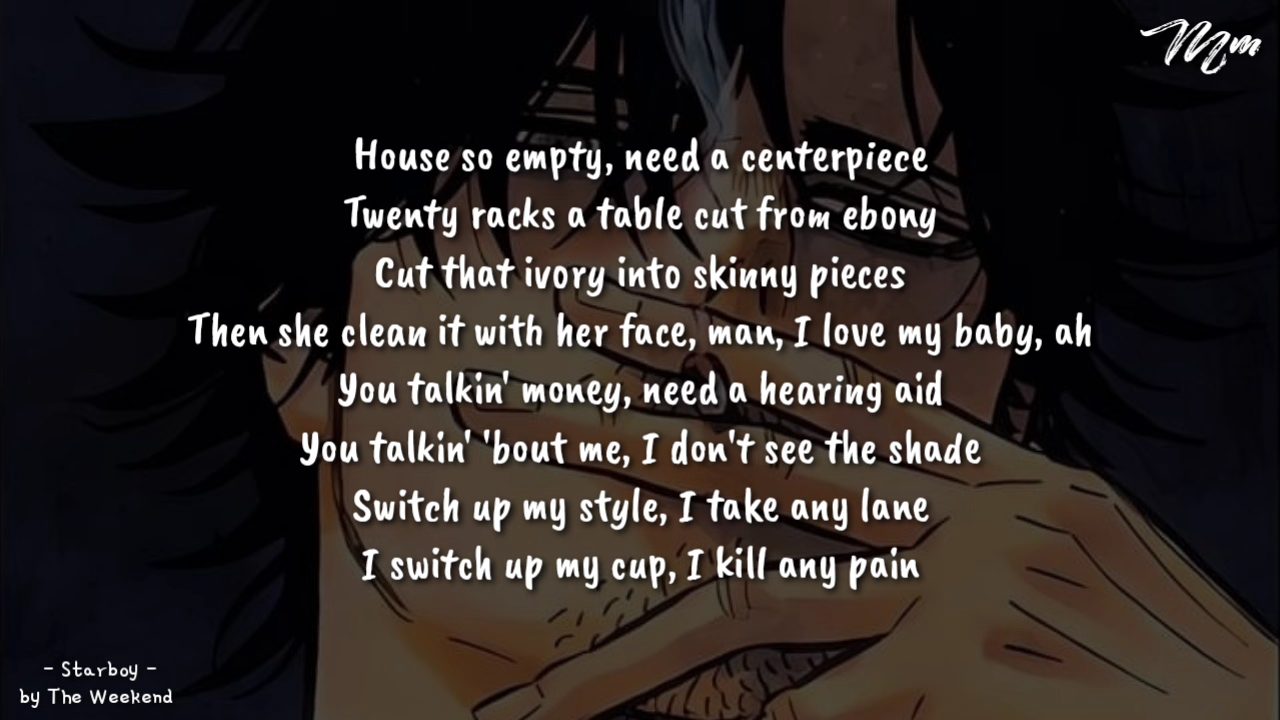 Mm
House so empty, need a centerpiece
Twenty racks a table cut from ebony
Cut that ivory into skinny pieces
Then she clean it with her face, man, I love my baby, ah
You talkin' money, need a hearing aid
You talkin' 'bout me, I don't see the shade
Switch up my style, I take any lane
I switch up my cup, I kill any pain
- Starboy -
by The Weekend